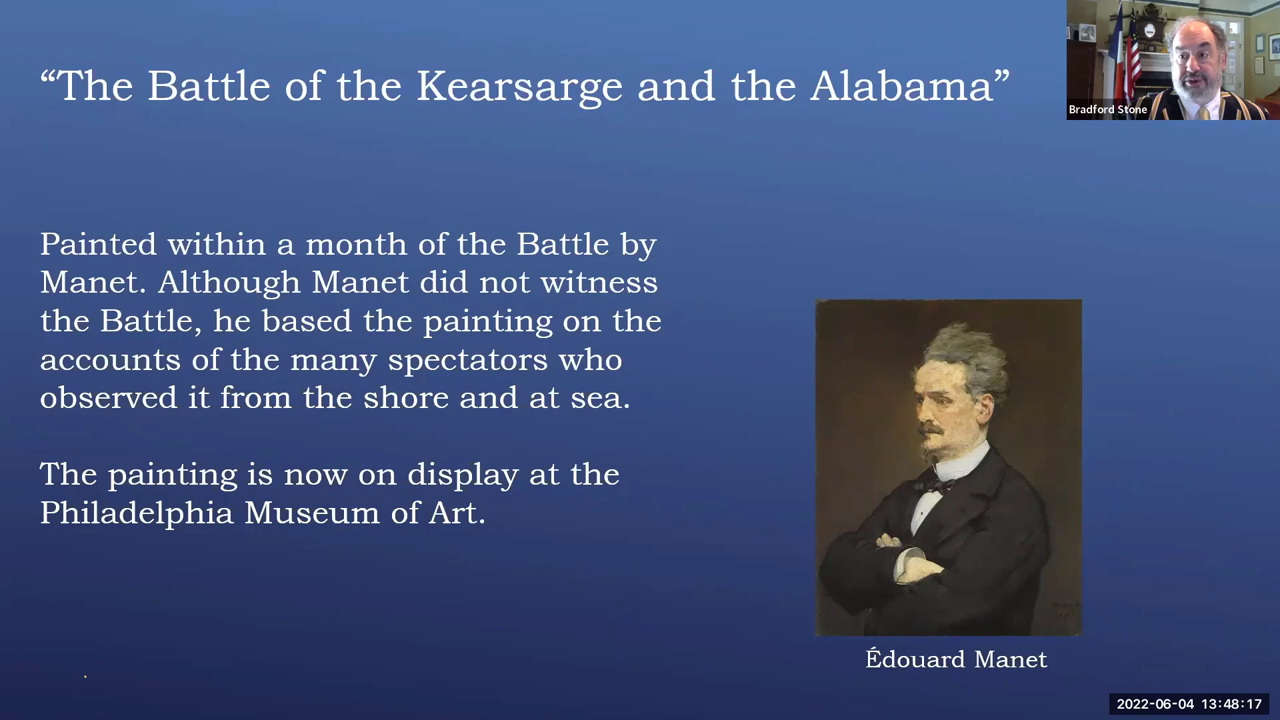 “The Battle of the Kearsarge and the Alabama”
Bradford Stone
Painted within a month of the Battle by
Manet. Although Manet did not witness
the Battle, he based the painting on the
accounts of the many spectators who
observed it from the shore and at sea.
The painting is now on display at the
Philadelphia Museum of Art.
Édouard Manet
2022-06-04 13:48:17